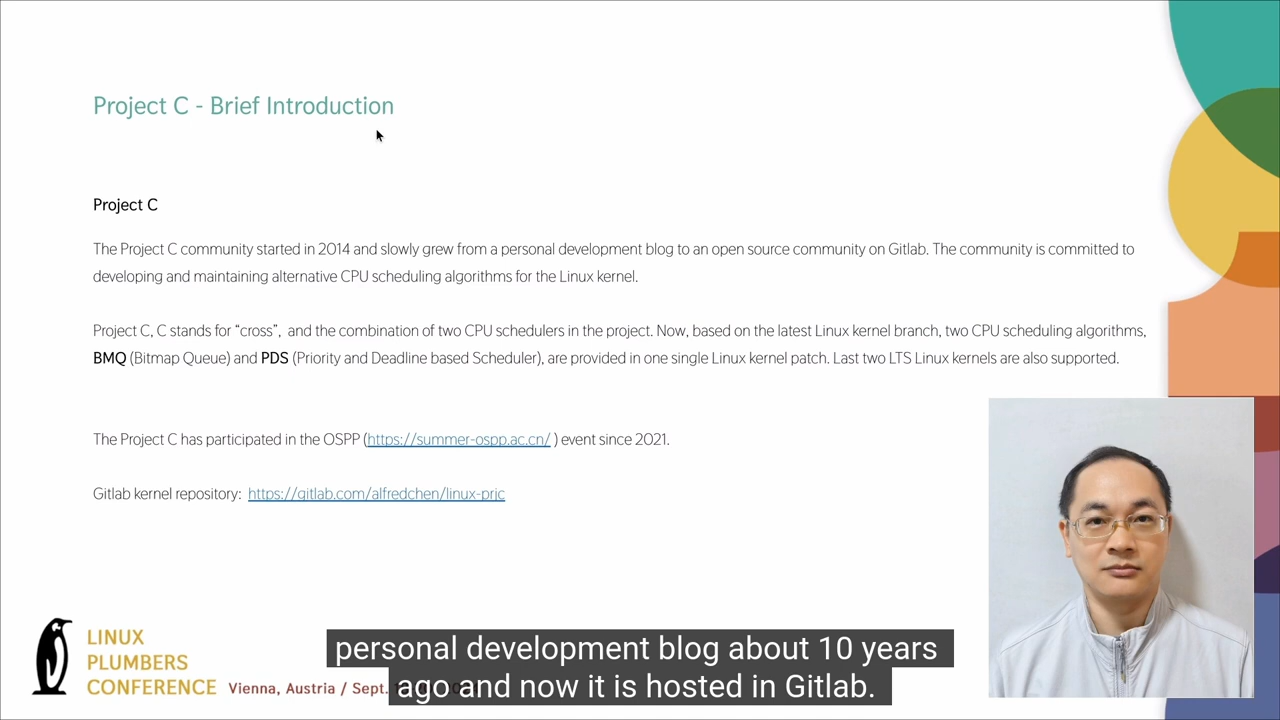 Project C - Brief Introduction
Project C
The Project C community started in 2014 and slowly grew from a personal development blog to an open source community on Gitlab. The community is committed to
developing and maintaining alternative CPU scheduling algorithms for the Linux kernel.
Project C, C stands for “cross”, and the combination of two CPU schedulers in the project. Now, based on the latest Linux kernel branch, two CPU scheduling algorithms,
BMQ (Bitmap Queue) and PDS (Priority and Deadline based Scheduler), are provided in one single Linux kernel patch. Last two LTS Linux kernels are also supported.
The Project C has participated in the OSPP (https://summer-ospp.ac.cn/ ) event since 2021.
Gitlab kernel repository: https://gitlab.com/alfredchen/linux-prjc
LINUX
PLUMBERS
CONFERENCE
Vienna, Austria / Sept.
personal development blog about 10 years
ago and now it is hosted in Gitlab.